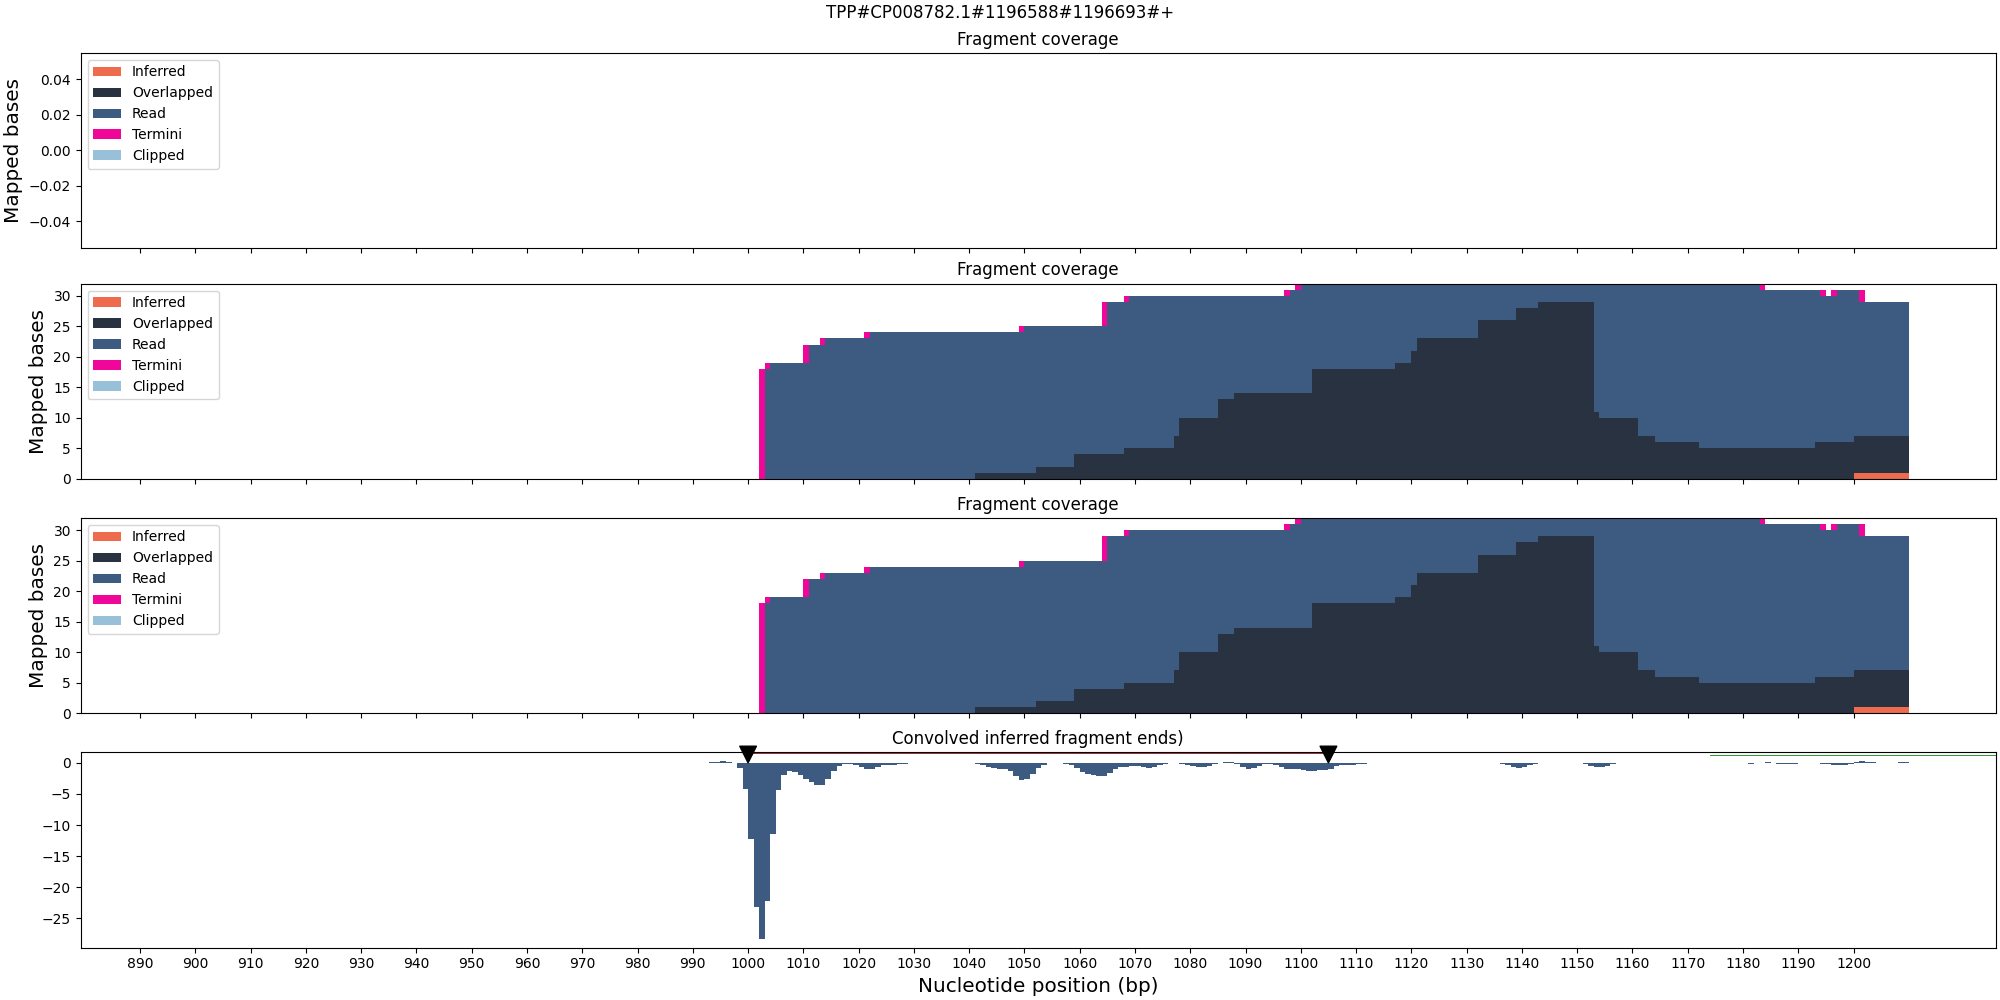 TPP#CP008782.1#1196588#1196693#+
Fragment coverage
Mapped bases
0.04
0.02
0.00
−0.02
−0.04
Inferred
Overlapped
Read
Termini
Clipped
Fragment coverage
Mapped bases
30
25
20
15
10
5
0
Inferred
Overlapped
Read
Termini
Clipped
Fragment coverage
Mapped bases
30
25
20
15
10
5
0
Inferred
Overlapped
Read
Termini
Clipped
Convolved inferred fragment ends)
0
−5
−10
−15
−20
−25
890 900 910 920 930 940 950 960 970 980 990 1000 1010 1020 1030 1040 1050 1060 1070 1080 1090 1100 1110 1120 1130 1140 1150 1160 1170 1180 1190 1200
Nucleotide position (bp)